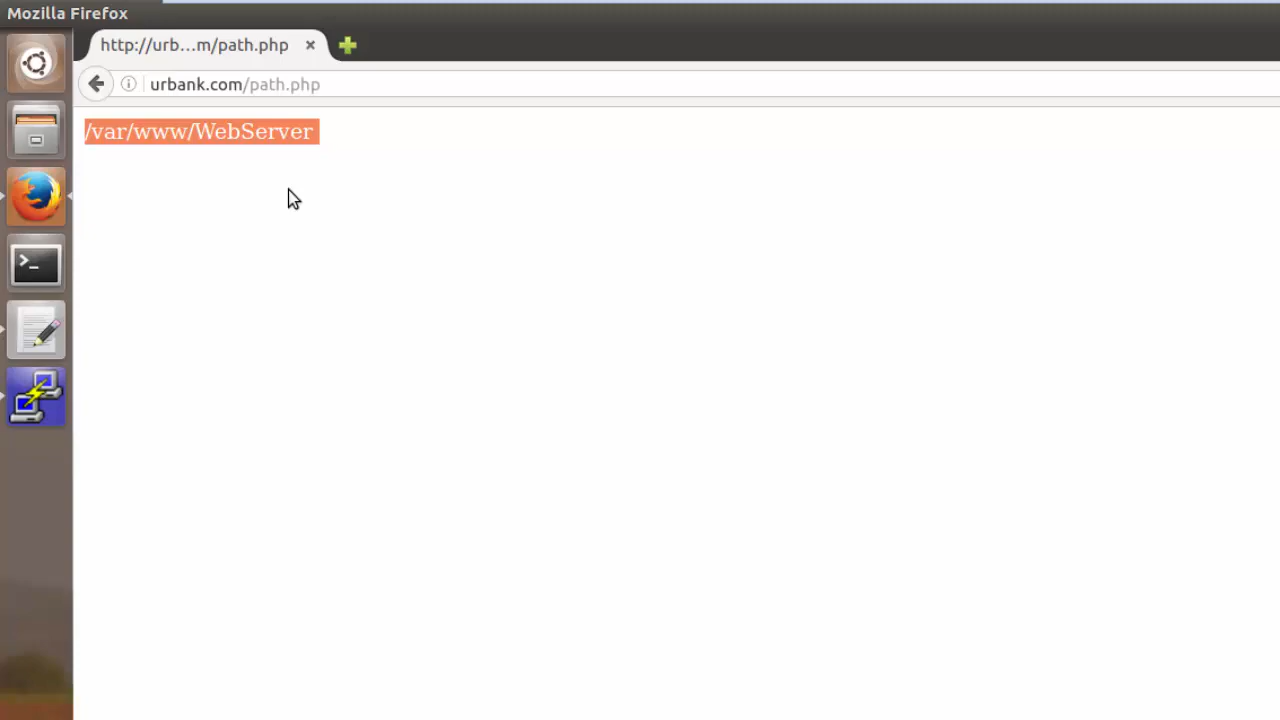 Mozilla Firefox
http://urb...m/path.php
urbank.com/path.php
/var/www/WebServer